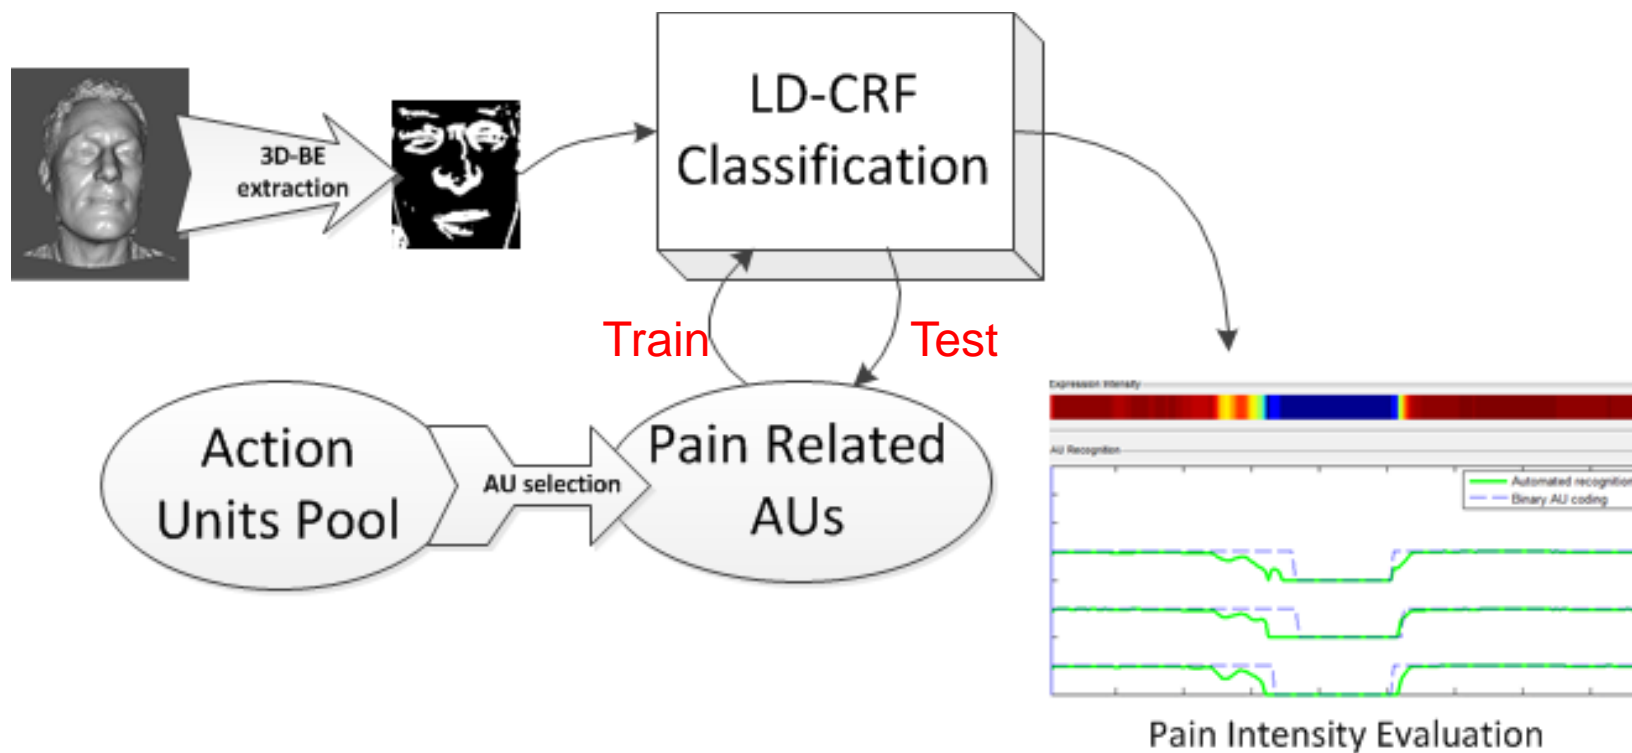 3D-BE
extraction
LD-CRF
Classification
Train
Test
Action
Units Pool
AU selection
Pain Related
AUs
Expression Intensity
AU Recognition
Automated recognition
Binary AU coding
Pain Intensity Evaluation